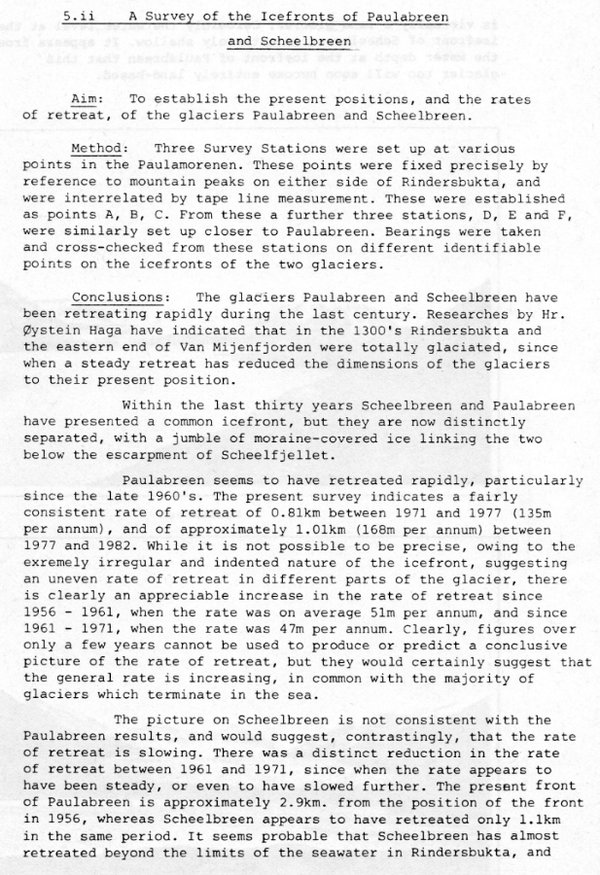 5.ii A Survey of the Icefronts of Paulabreen
and Scheelbreen
Aim: To establish the present positions, and the rates
of retreat, of the glaciers Paulabreen and Scheelbreen.
Method: Three Survey Stations were set up at various
points in the Paulamorenen. These points were fixed precisely by
reference to mountain peaks on either side of Rindersbukta, and
were interrelated by tape line measurement. These were established
as points A, B, C. From these a further three stations, D, E and F,
were similarly set up closer to Paulabreen. Bearings were taken
and cross-checked from these stations on different identifiable
points on the icefronts of the two glaciers.
Conclusions: The glaciers Paulabreen and Scheelbreen have
been retreating rapidly during the last century. Researches by Hr.
Øystein Haga have indicated that in the 1300's Rindersbukta and
the eastern end of Van Mijenfjorden were totally glaciated, since
when a steady retreat has reduced the dimensions of the glaciers
to their present position.
Within the last thirty years Scheelbreen and Paulabreen
have presented a common icefront, but they are now distinctly
separated, with a jumble of moraine-covered ice linking the two
below the escarpment of Scheelfjellet.
Paulabreen seems to have retreated rapidly, particularly
since the late 1960's. The present survey indicates a fairly
consistent rate of retreat of 0.81km between 1971 and 1977 (135m
per annum), and of approximately 1.01km (168m per annum) between
1977 and 1982. While it is not possible to be precise, owing to the
exremely irregular and indented nature of the icefront, suggesting
an uneven rate of retreat in different parts of the glacier, there
is clearly an appreciable increase in the rate of retreat since
1956 - 1961, when the rate was on average 51m per annum, and since
1961 - 1971, when the rate was 47m per annum. Clearly, figures over
only a few years cannot be used to produce or predict a conclusive
picture of the rate of retreat, but they would certainly suggest that
the general rate is increasing, in common with the majority of
glaciers which terminate in the sea.
The picture on Scheelbreen is not consistent with the
Paulabreen results, and would suggest, contrastingly, that the rate
of retreat is slowing. There was a distinct reduction in the rate
of retreat between 1961 and 1971, since when the rate appears to
have been steady, or even to have slowed further. The present front
of Paulabreen is approximately 2.9km. from the position of the front
in 1956, whereas Scheelbreen appears to have retreated only 1.1km
in the same period. It seems probable that Scheelbreen has almost
retreated beyond the limits of the seawater in Rindersbukta, and